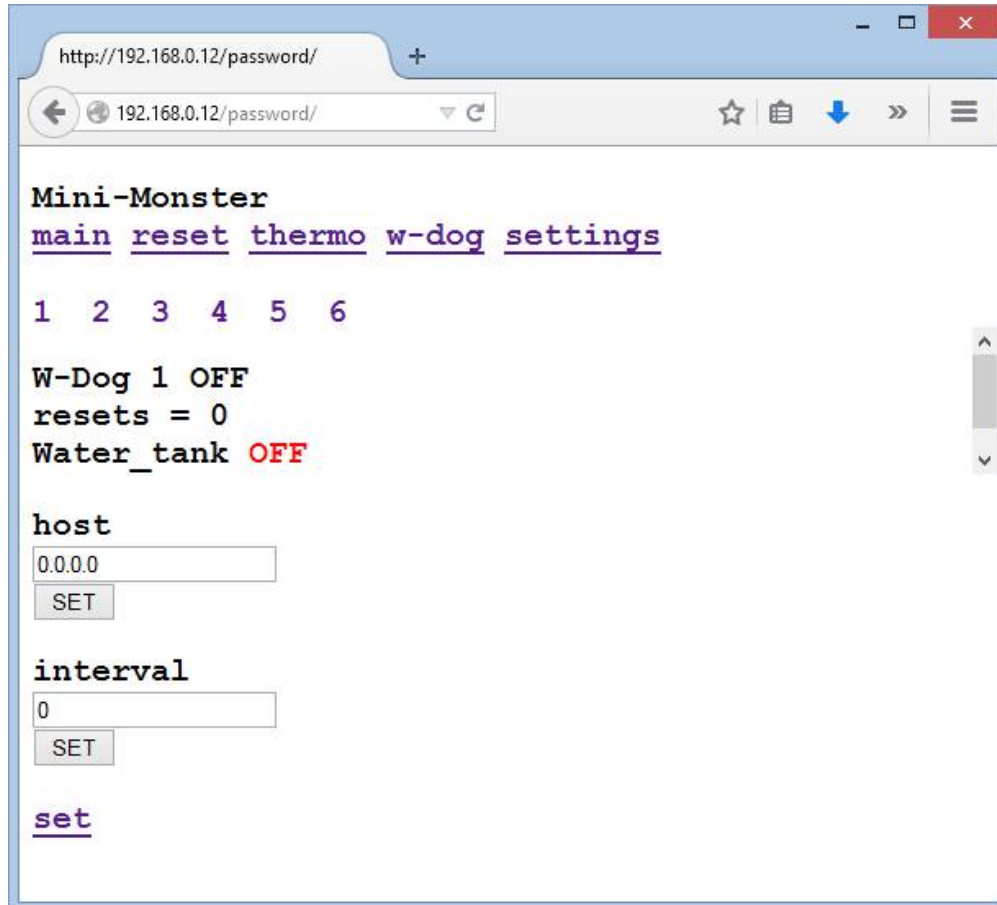 http://192.168.0.12/password/
192.168.0.12/password/
Mini-Monster
main reset thermo w-dog settings
1 2 3 4 5 6
W-Dog 1 OFF
resets = 0
Water_tank OFF
host
0.0.0.0
SET
interval
0
SET
set